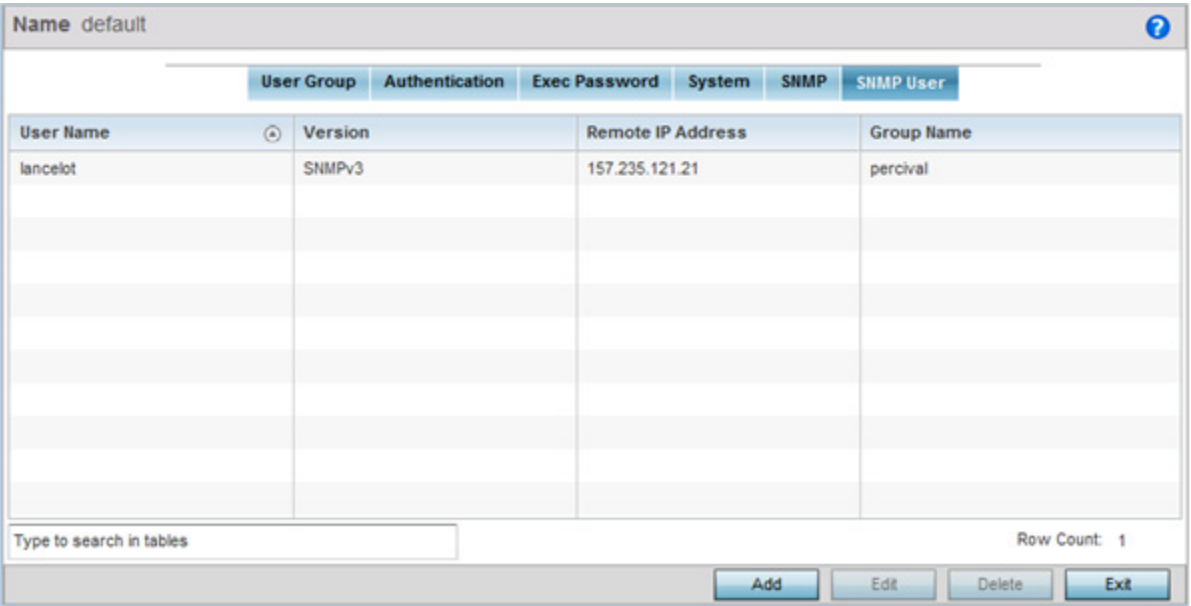 Name default
User Group Authentication Exec Password System SNMP SNMP User
User Name Version Remote IP Address Group Name
lancelot SNMPv3 157.235.121.21 percival
Type to search in tables Row Count: 1
Add Edit Delete Exit